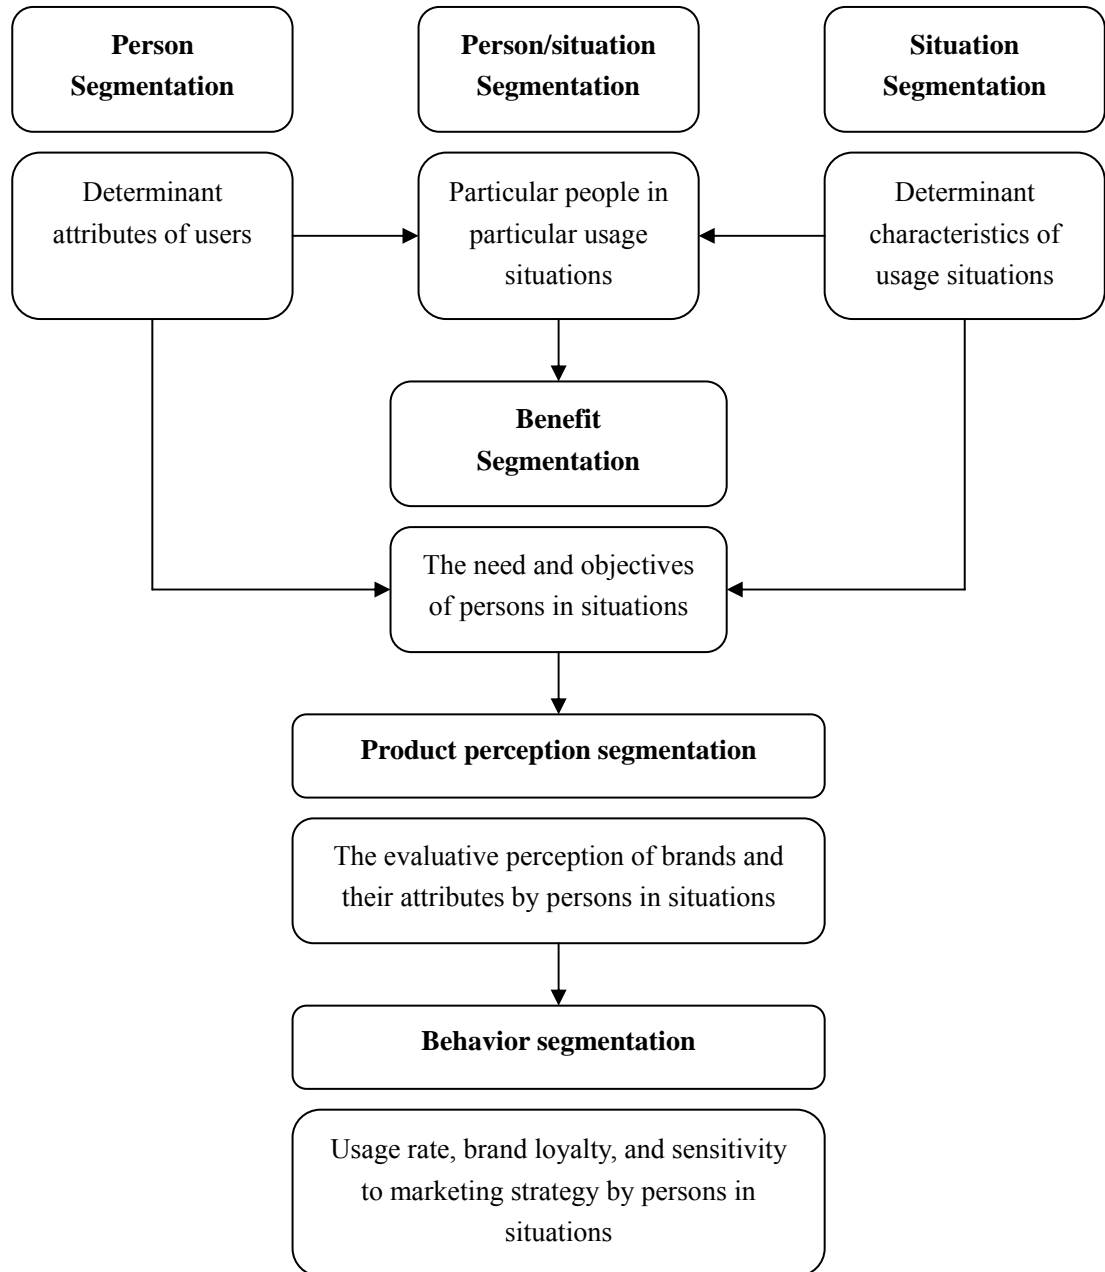 Person
Segmentation
Person/situation
Segmentation
Situation
Segmentation
Determinant
attributes of users
Particular people in
particular usage
situations
Determinant
characteristics of
usage situations
Benefit
Segmentation
The need and objectives
of persons in situations
Product perception segmentation
The evaluative perception of brands and
their attributes by persons in situations
Behavior segmentation
Usage rate, brand loyalty, and sensitivity
to marketing strategy by persons in
situations